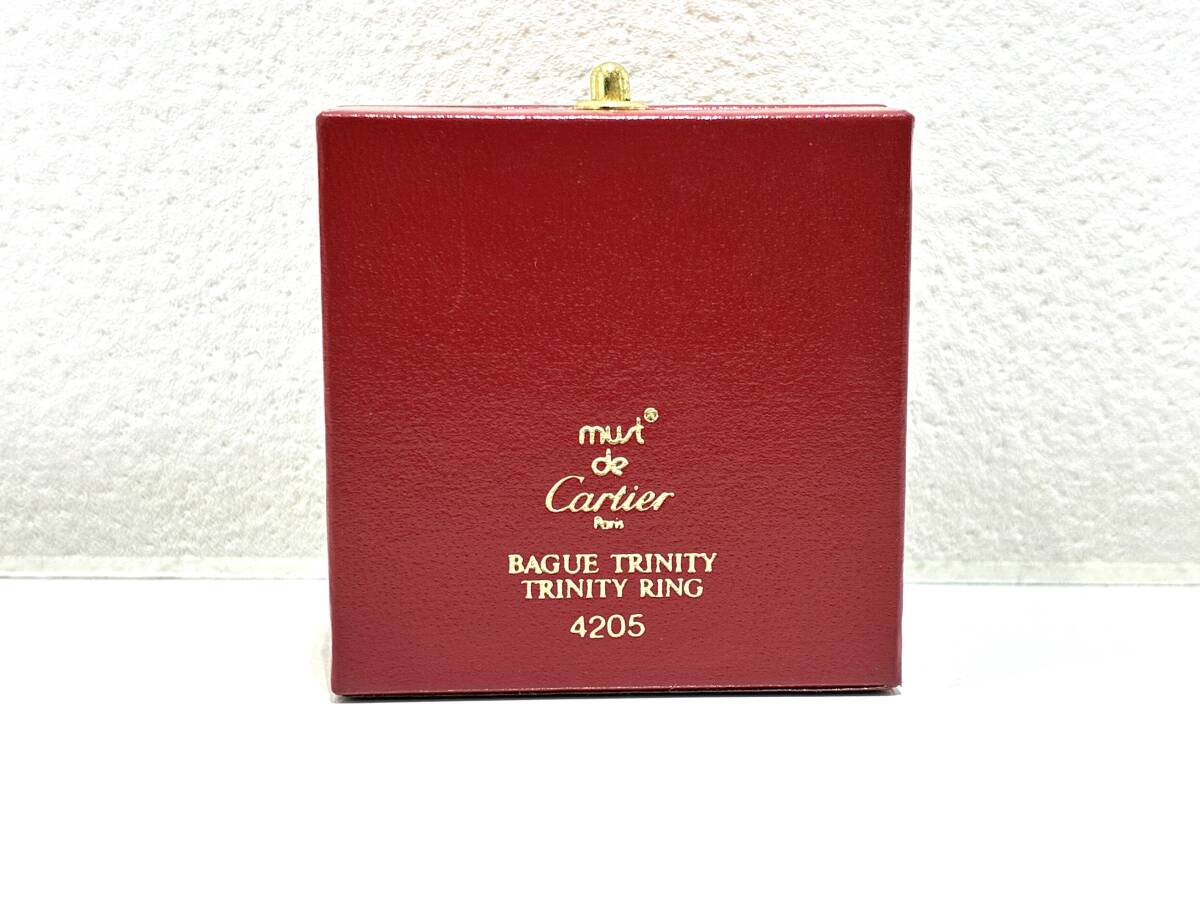 must®
de
Cartier
Paris
BAGUE TRINITY
TRINITY RING
4205